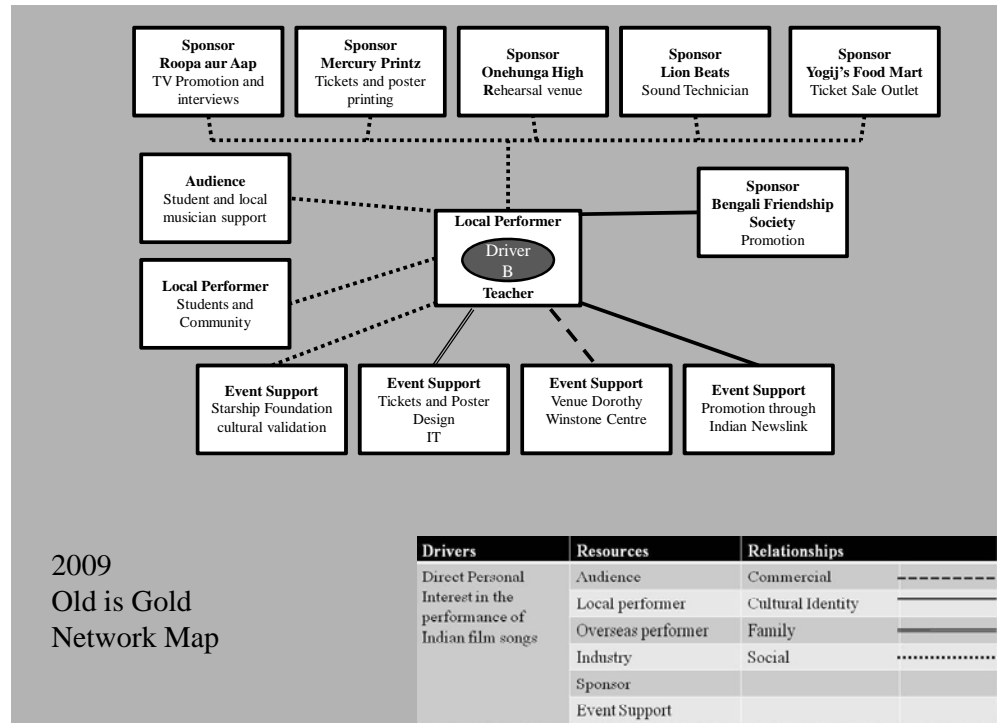 Sponsor
Roopa aur Aap
TV Promotion and
interviews
Sponsor
Mercury Printz
Tickets and poster
printing
Sponsor
Onehunga High
Rehearsal venue
Sponsor
Lion Beats
Sound Technician
Sponsor
Yogij's Food Mart
Ticket Sale Outlet
Audience
Student and local
musician support
Sponsor
Bengali Friendship
Society
Promotion
Local Performer
Driver
B
Teacher
Local Performer
Students and
Community
Event Support
Starship Foundation
cultural validation
Event Support
Tickets and Poster
Design
IT
Event Support
Venue Dorothy
Winstone Centre
Event Support
Promotion through
Indian Newslink
2009
Old is Gold
Network Map
Drivers
Direct Personal
Interest in the
performance of
Indian film songs
Resources
Audience
Local performer
Overseas performer
Industry
Sponsor
Event Support
Relationships
Commercial
Cultural Identity
Family
Social